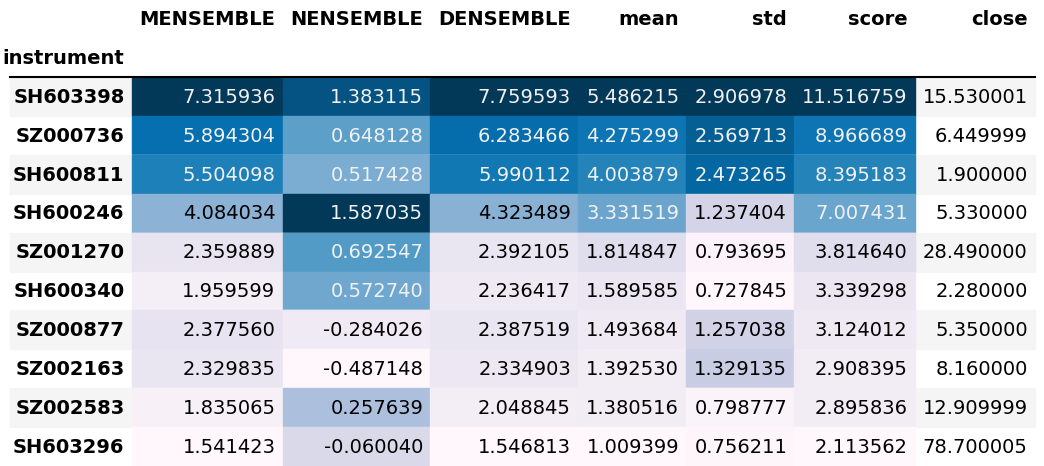 MENSEMBLE NENSEMBLE DENSEMBLE mean std score close
instrument
SH603398 7.315936 1.383115 7.759593 5.486215 2.906978 11.516759 15.530001
SZ000736 5.894304 0.648128 6.283466 4.275299 2.569713 8.966689 6.449999
SH600811 5.504098 0.517428 5.990112 4.003879 2.473265 8.395183 1.900000
SH600246 4.084034 1.587035 4.323489 3.331519 1.237404 7.007431 5.330000
SZ001270 2.359889 0.692547 2.392105 1.814847 0.793695 3.814640 28.490000
SH600340 1.959599 0.572740 2.236417 1.589585 0.727845 3.339298 2.280000
SZ000877 2.377560 -0.284026 2.387519 1.493684 1.257038 3.124012 5.350000
SZ002163 2.329835 -0.487148 2.334903 1.392530 1.329135 2.908395 8.160000
SZ002583 1.835065 0.257639 2.048845 1.380516 0.798777 2.895836 12.909999
SH603296 1.541423 -0.060040 1.546813 1.009399 0.756211 2.113562 78.700005